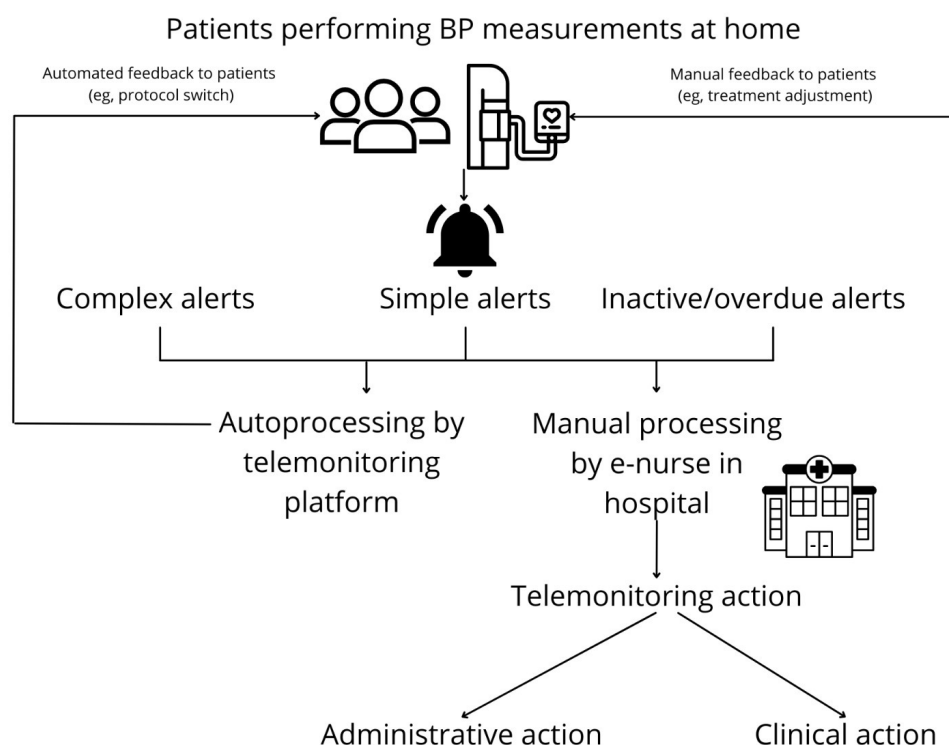 Patients performing BP measurements at home
Automated feedback to patients
(eg, protocol switch)
Manual feedback to patients
(eg, treatment adjustment)
Complex alerts
Simple alerts
Inactive/overdue alerts
Autoprocessing by
telemonitoring
platform
Manual processing
by e-nurse in
hospital
Telemonitoring action
Administrative action
Clinical action